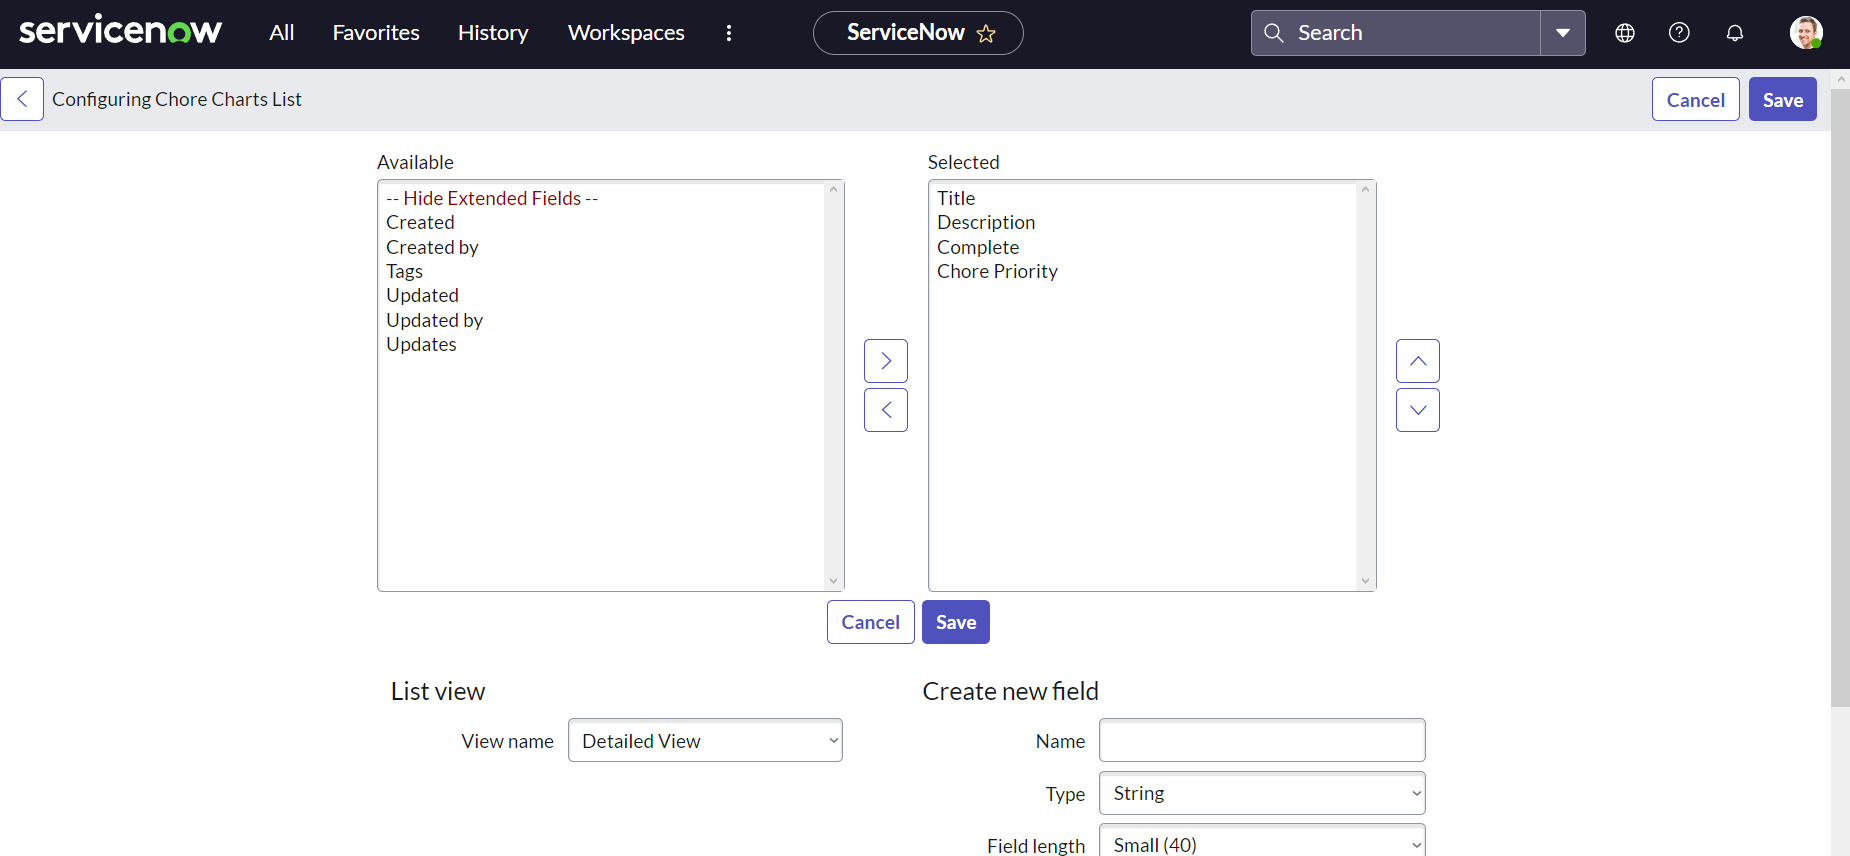 servicenow
All
Favorites
History
Workspaces
ServiceNow
Search
Configuring Chore Charts List
Cancel
Save
Available
-- Hide Extended Fields --
Created
Created by
Tags
Updated
Updated by
Updates
Selected
Title
Description
Complete
Chore Priority
Cancel
Save
List view
View name
Detailed View
Create new field
Name
Type
String
Field length
Small (40)